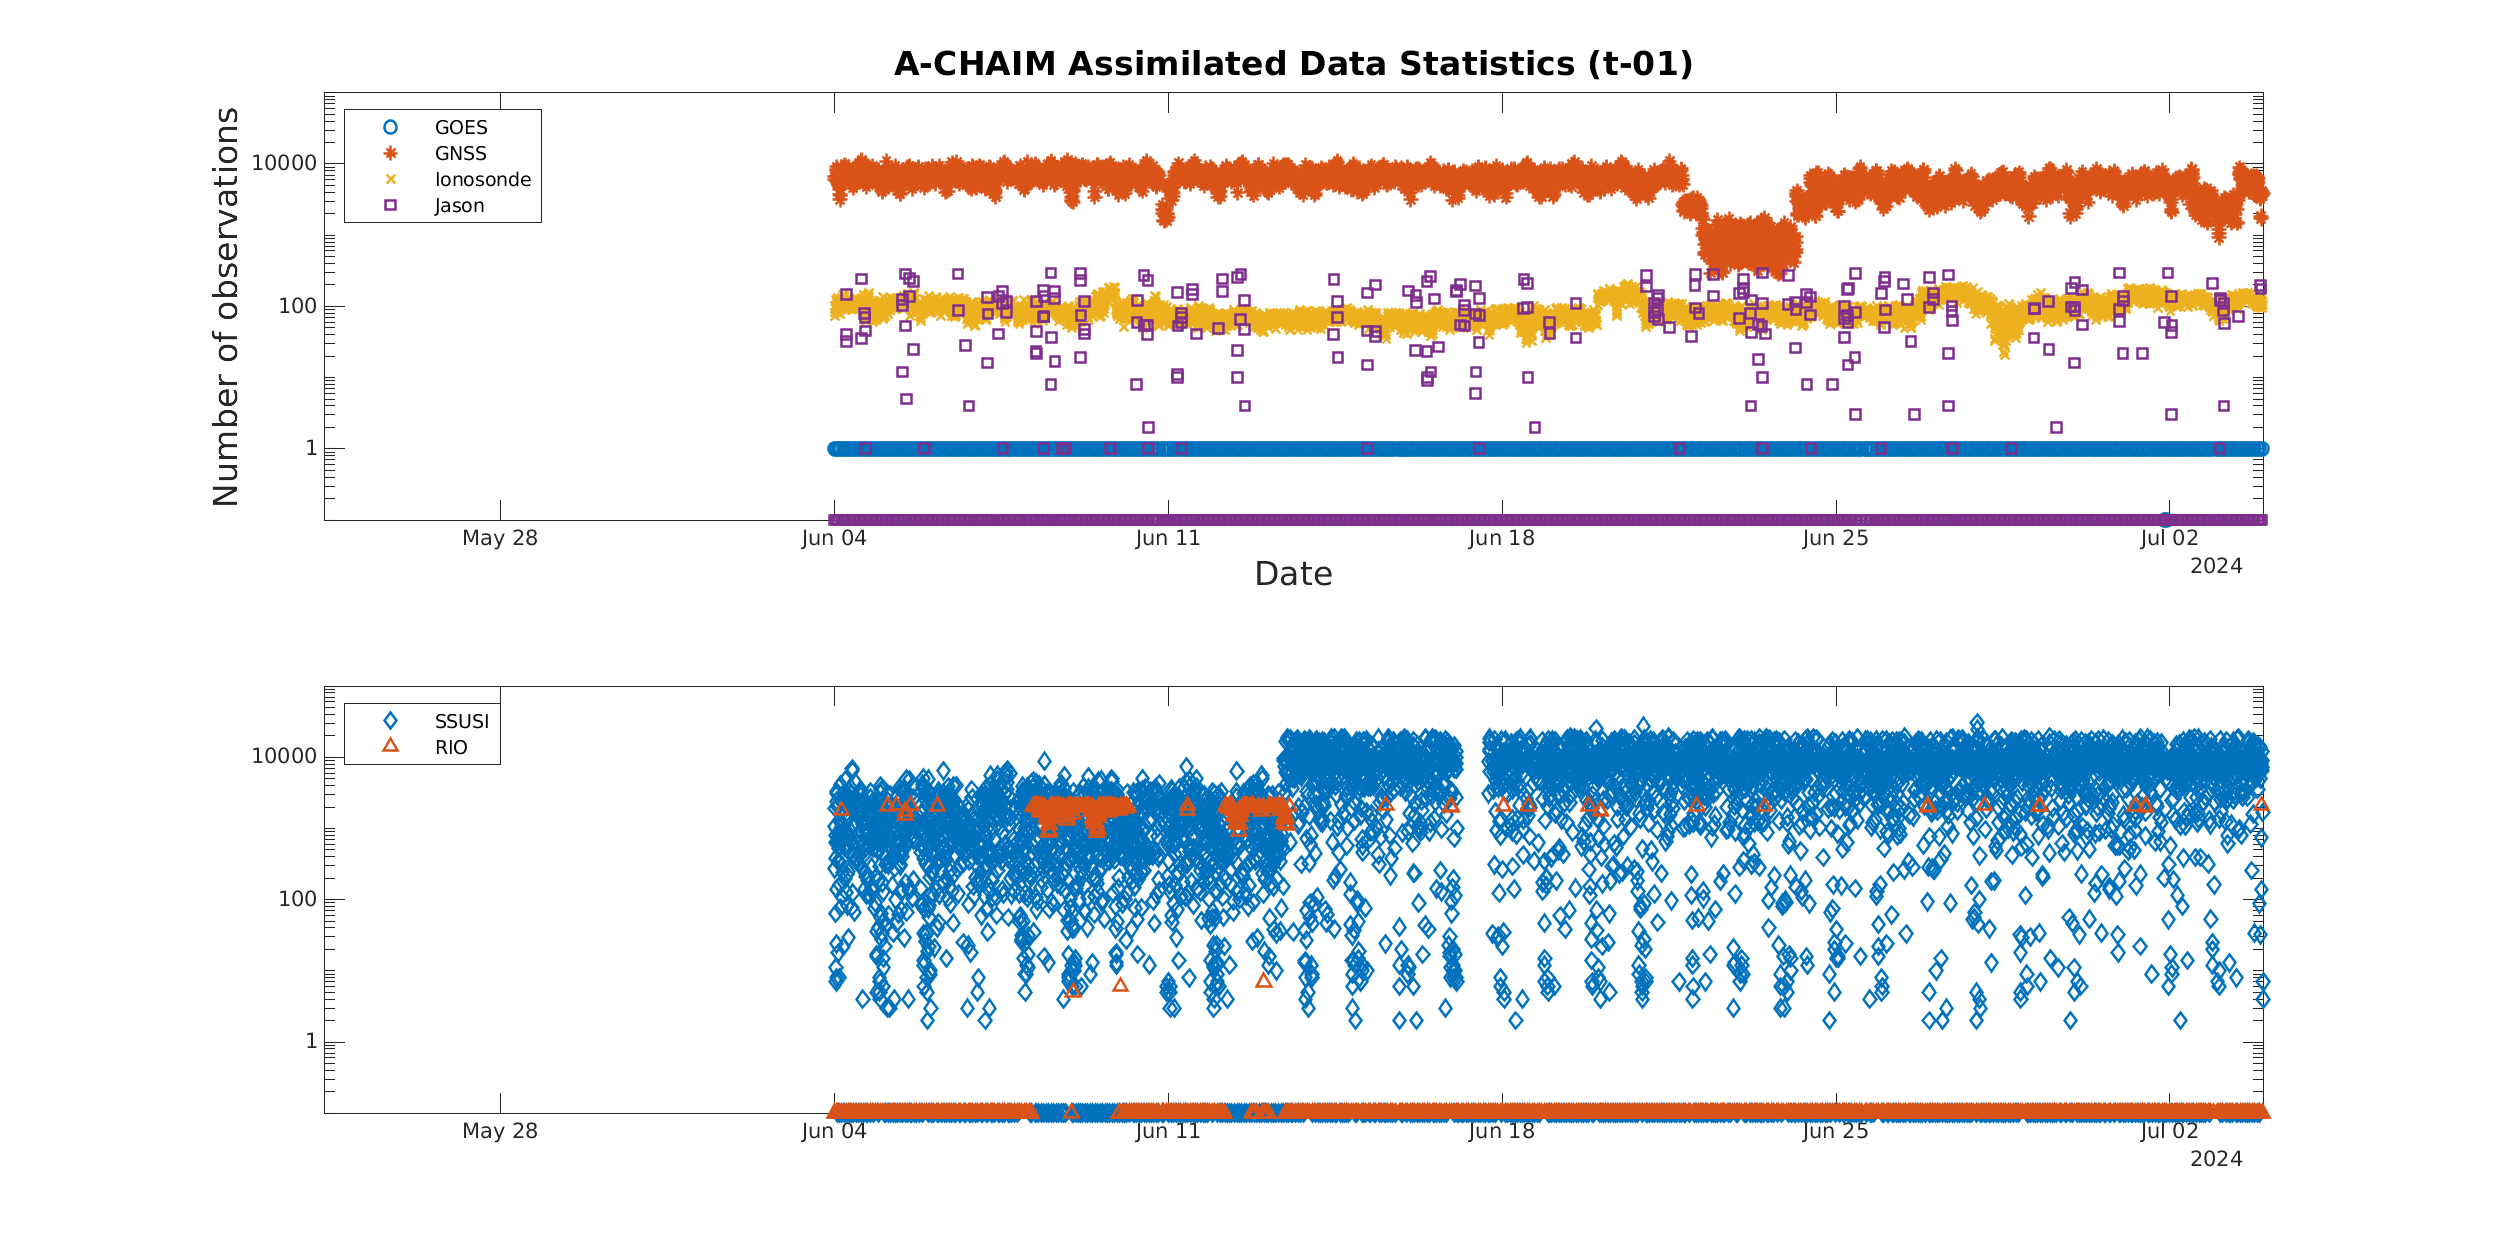 A-CHAIM Assimilated Data Statistics (t-01)
Number of observations
10000
100
1
GOES
GNSS
Ionosonde
Jason
May 28
Jun 04
Jun 11
Jun 18
Jun 25
Jul 02
2024
Date
10000
100
1
SSUSI
RIO
May 28
Jun 04
Jun 11
Jun 18
Jun 25
Jul 02
2024